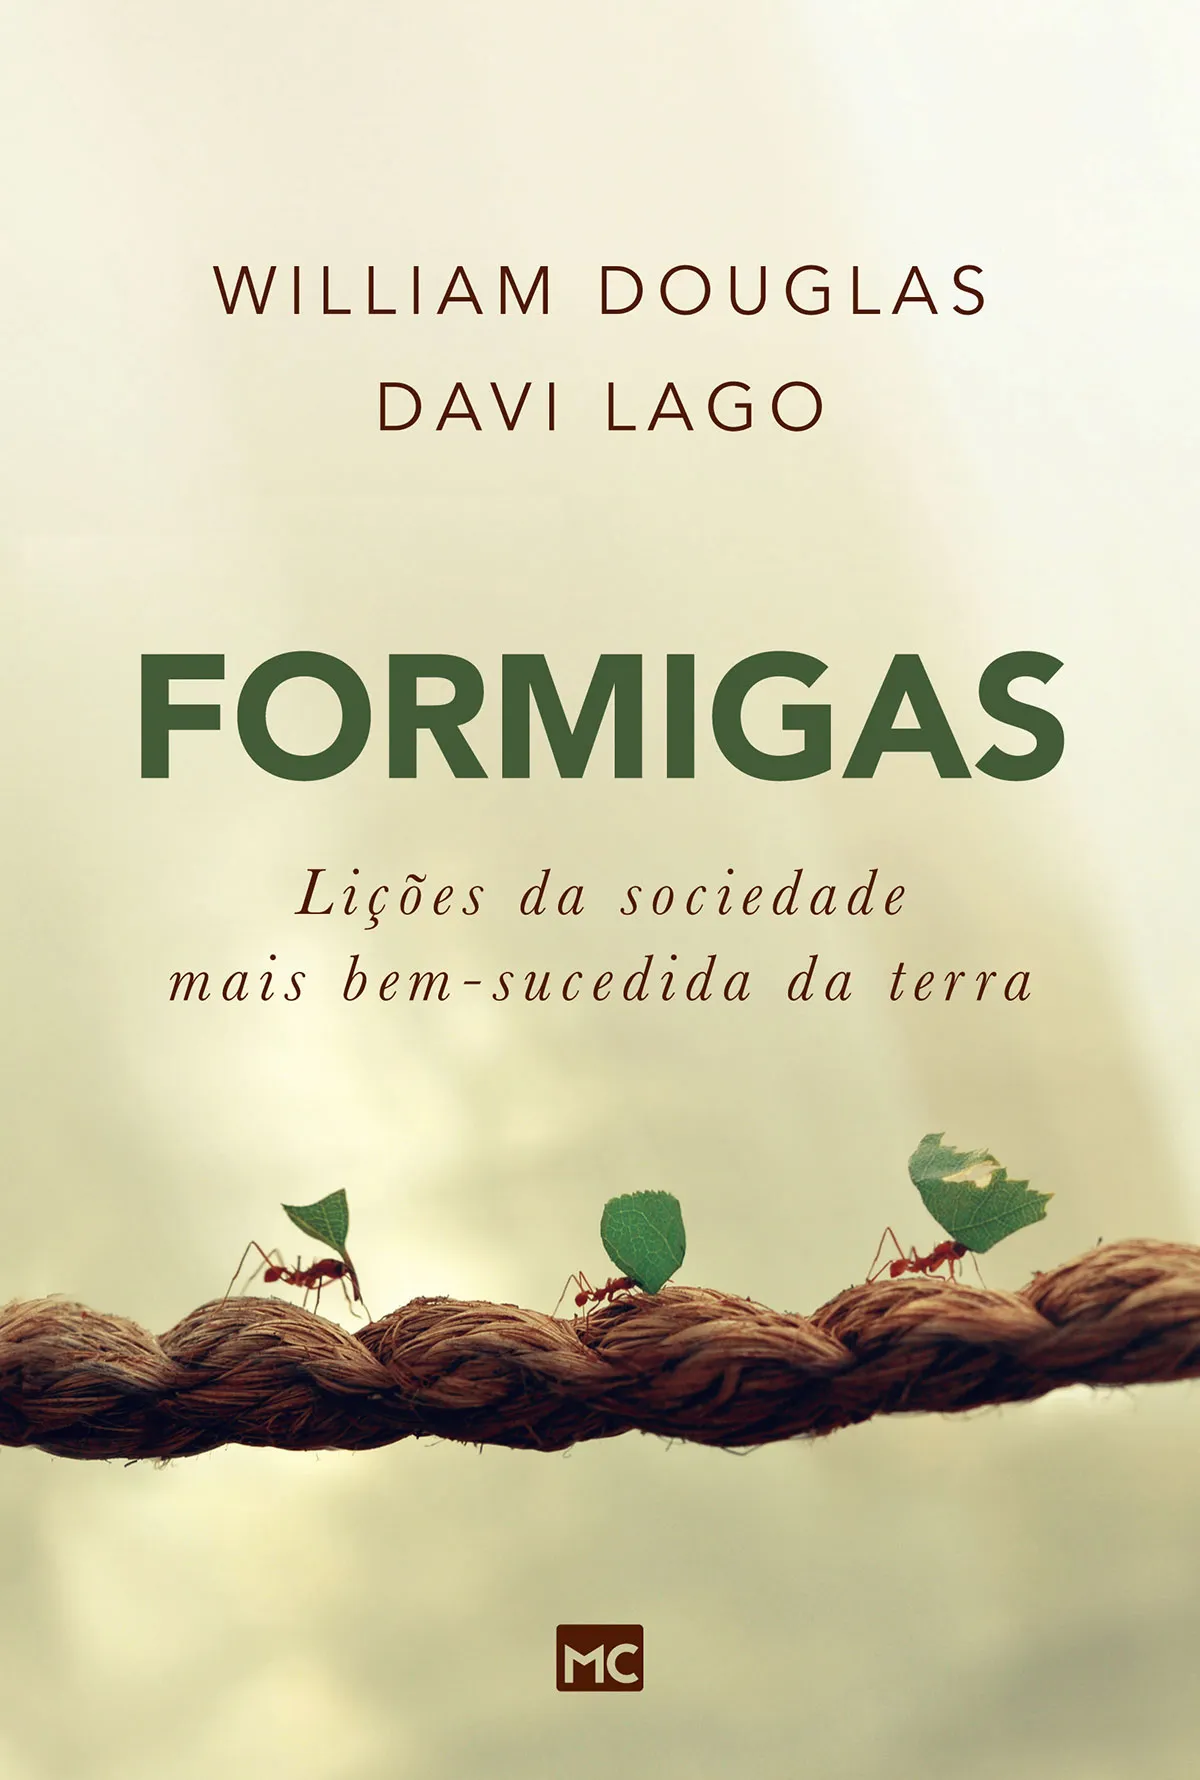 WILLIAM DOUGLAS
DAVI LAGO
FORMIGAS
Lições da sociedade
mais bem-sucedida da terra
MC